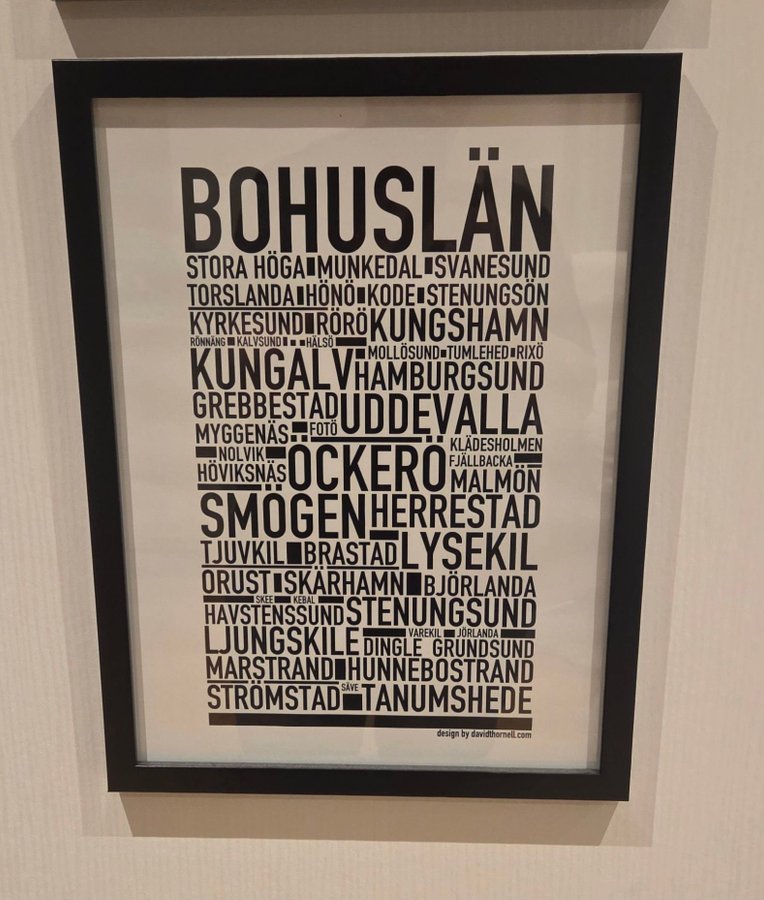 BOHUSLÄN
STORA HÖGA MUNKEDAL SVANESUND
TORSLANDA HÖNÖ KODE STENUNGSÖN
KYRKESUND RÖRÖ KUNGSHAMN
RÖNNÄNG KALVSUND HÄLSÖ
MOLLÖSUND TUMLEHED RIXÖ
KUNGÄLV HAMBURGSUND
GREBBESTAD UDDEVALLA
MYGGENÄS FOTÖ KLÄDESHOLMEN
NOLVIK ÖCKERÖ FJÄLLBACKA
HÖVIKSNÄS MALMÖN
SMÖGEN HERRESTAD
TJUVKIL BRASTAD LYSEKIL
ORUST SKÄRHAMN BJÖRLANDA
SKEE KEBAL
HAVSTENSSUND STENUNGSUND
LJUNGSKILE VAREKIL JÖRLANDA
DINGLE GRUNDSUND
MARSTRAND HUNNEBOSTRAND
STRÖMSTAD SÄVE TANUMSHEDE
design by davidthornell.com